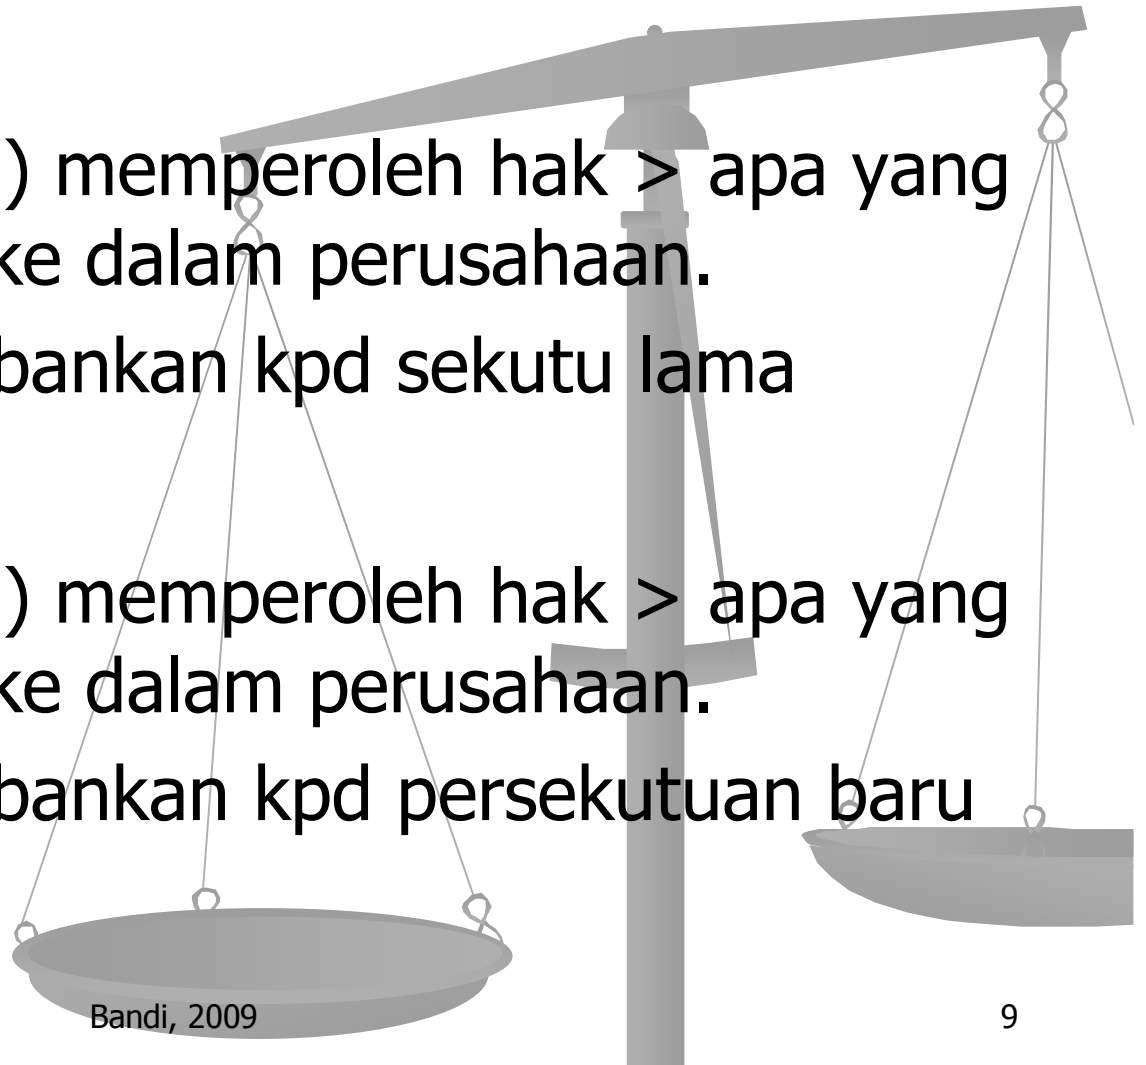 ) memperoleh hak > apa yang
ke dalam perusahaan.
bankan kpd sekutu lama
) memperoleh hak > apa yang
ke dalam perusahaan.
bankan kpd persekutuan baru
Bandi, 2009
9